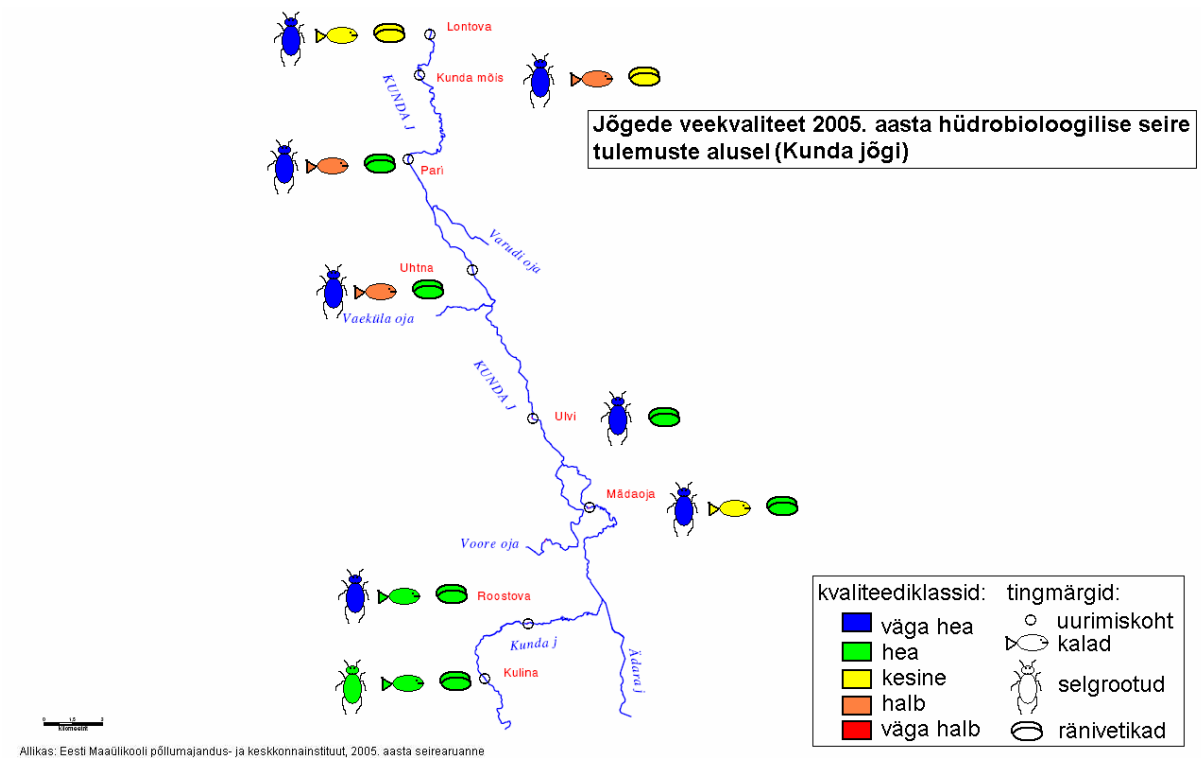 Lontova
Kunda mõis
KUNDA J
Jõgede veekvaliteet 2005. aasta hüdrobioloogilise seire
tulemuste alusel (Kunda jõgi)
Pari
Varudi oja
Uhtna
Vaeküla oja
KUNDA J
Ulvi
Mädaoja
Voore oja
Roostova
Kunda j
Ädara j
Kulina
kvaliteediklassid:
väga hea
hea
kesine
halb
väga halb
tingmärgid:
uurimiskoht
kalad
selgrootud
ränivetikad
kilomeetrit
Allikas: Eesti Maaülikooli põllumajandus- ja keskkonnainstituut, 2005. aasta seirearuanne